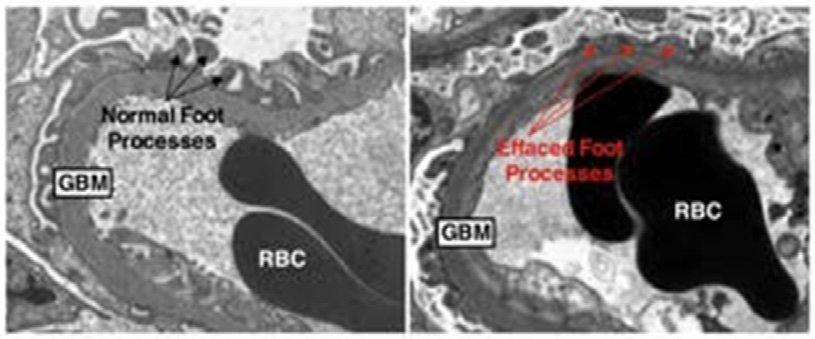 Normal Foot
Processes
GBM
RBC
Effaced Foot
Processes
GBM
RBC